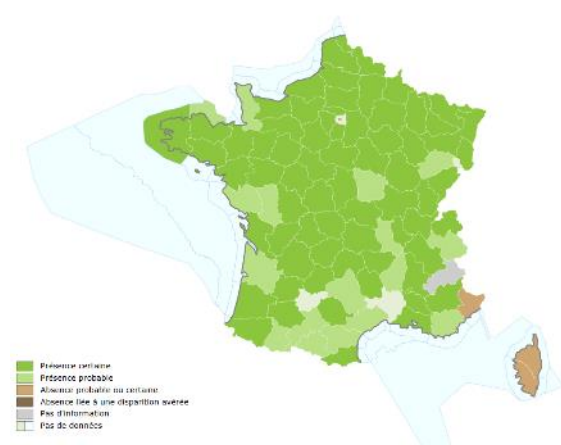 Présence certaine
Présence probable
Absence probable ou certaine
Absence liée à une disparition avérée
Pas d'information
Pas de données